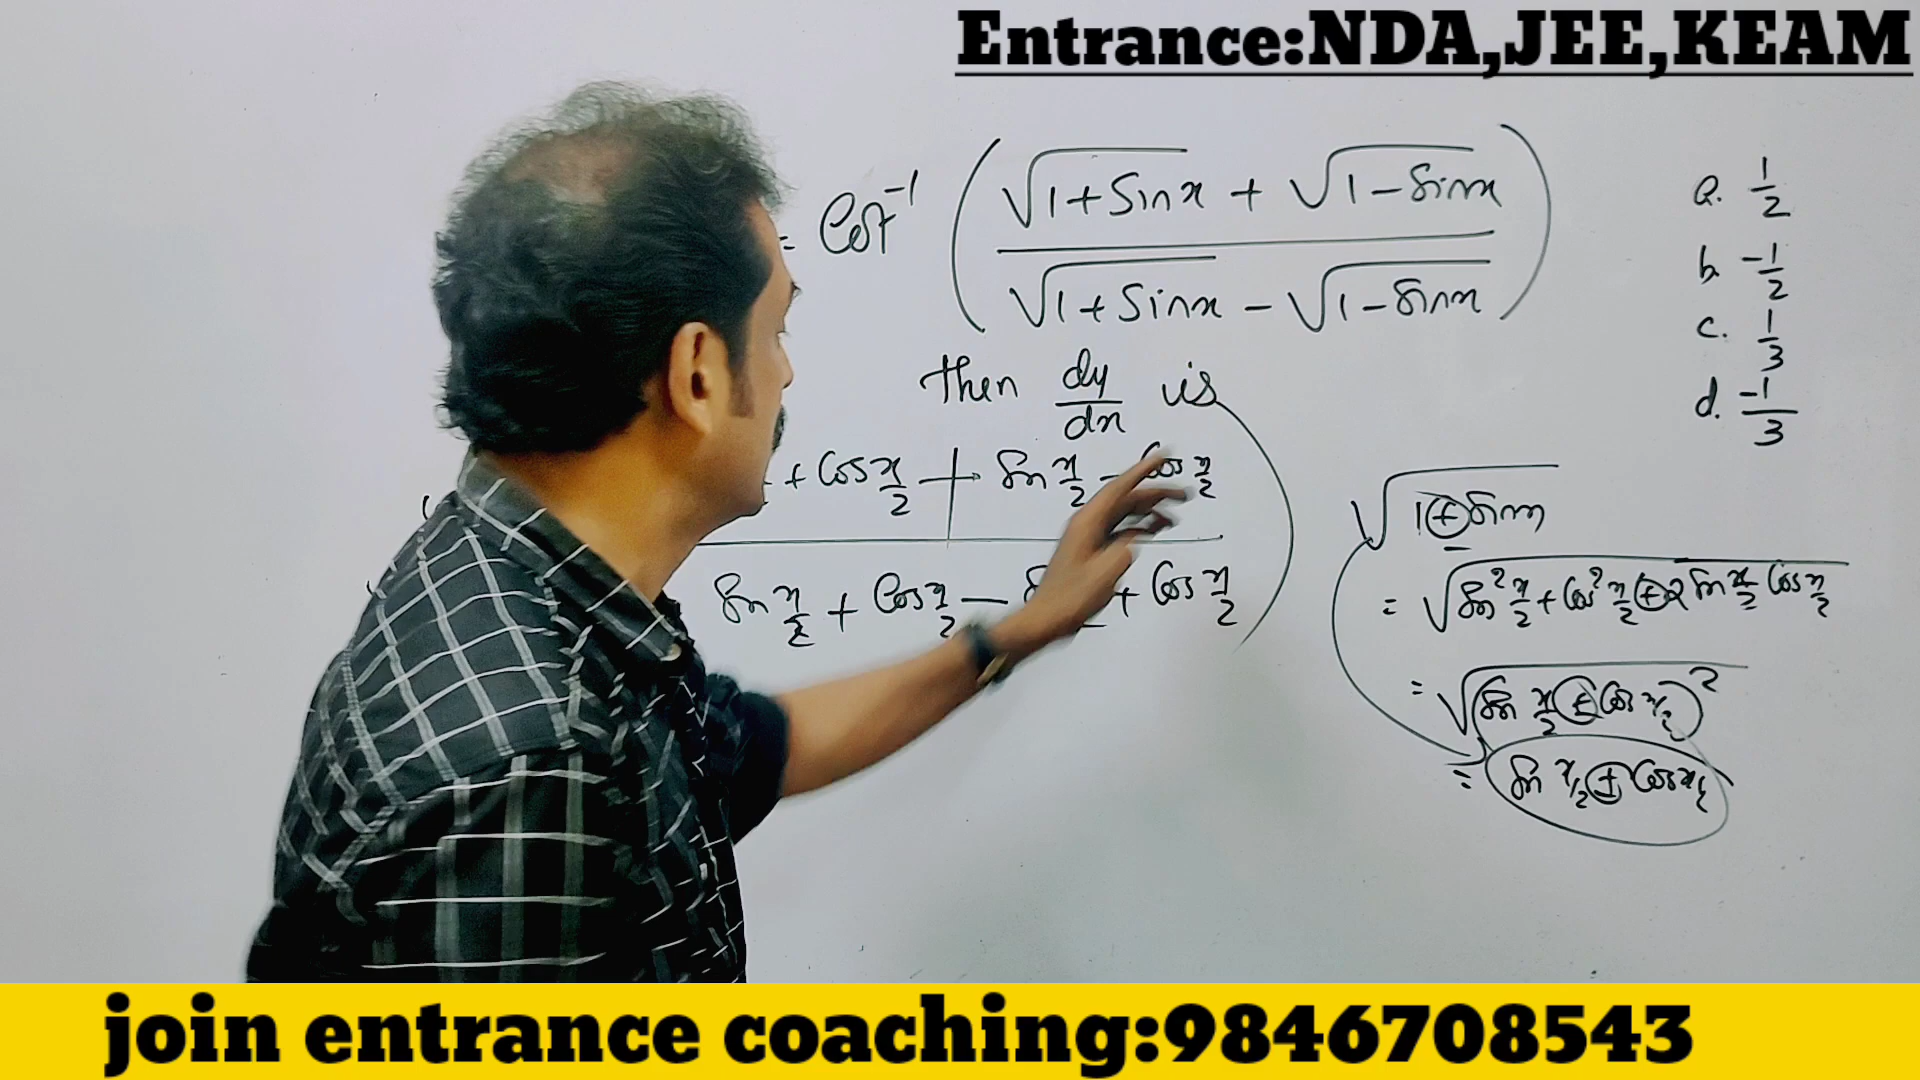 Entrance:NDA,JEE,KEAM
= Cot⁻¹ ( (√(1+Sinx) + √(1-Sinx)) / (√(1+Sinx) - √(1-Sinx)) )
then dy/dx is
a. 1/2
b. -1/2
c. 1/3
d. -1/3
+ Cos x/2 + Sin x/2 - Cos x/2
Sin x/2 + Cos x/2 - + Cos x/2
√(1+Sinx)
= √(Sin² x/2 + Cos² x/2 + 2 Sin x/2 Cos x/2)
= √(Sin x/2 + Cos x/2)²
= Sin x/2 + Cos x/2
join entrance coaching:9846708543